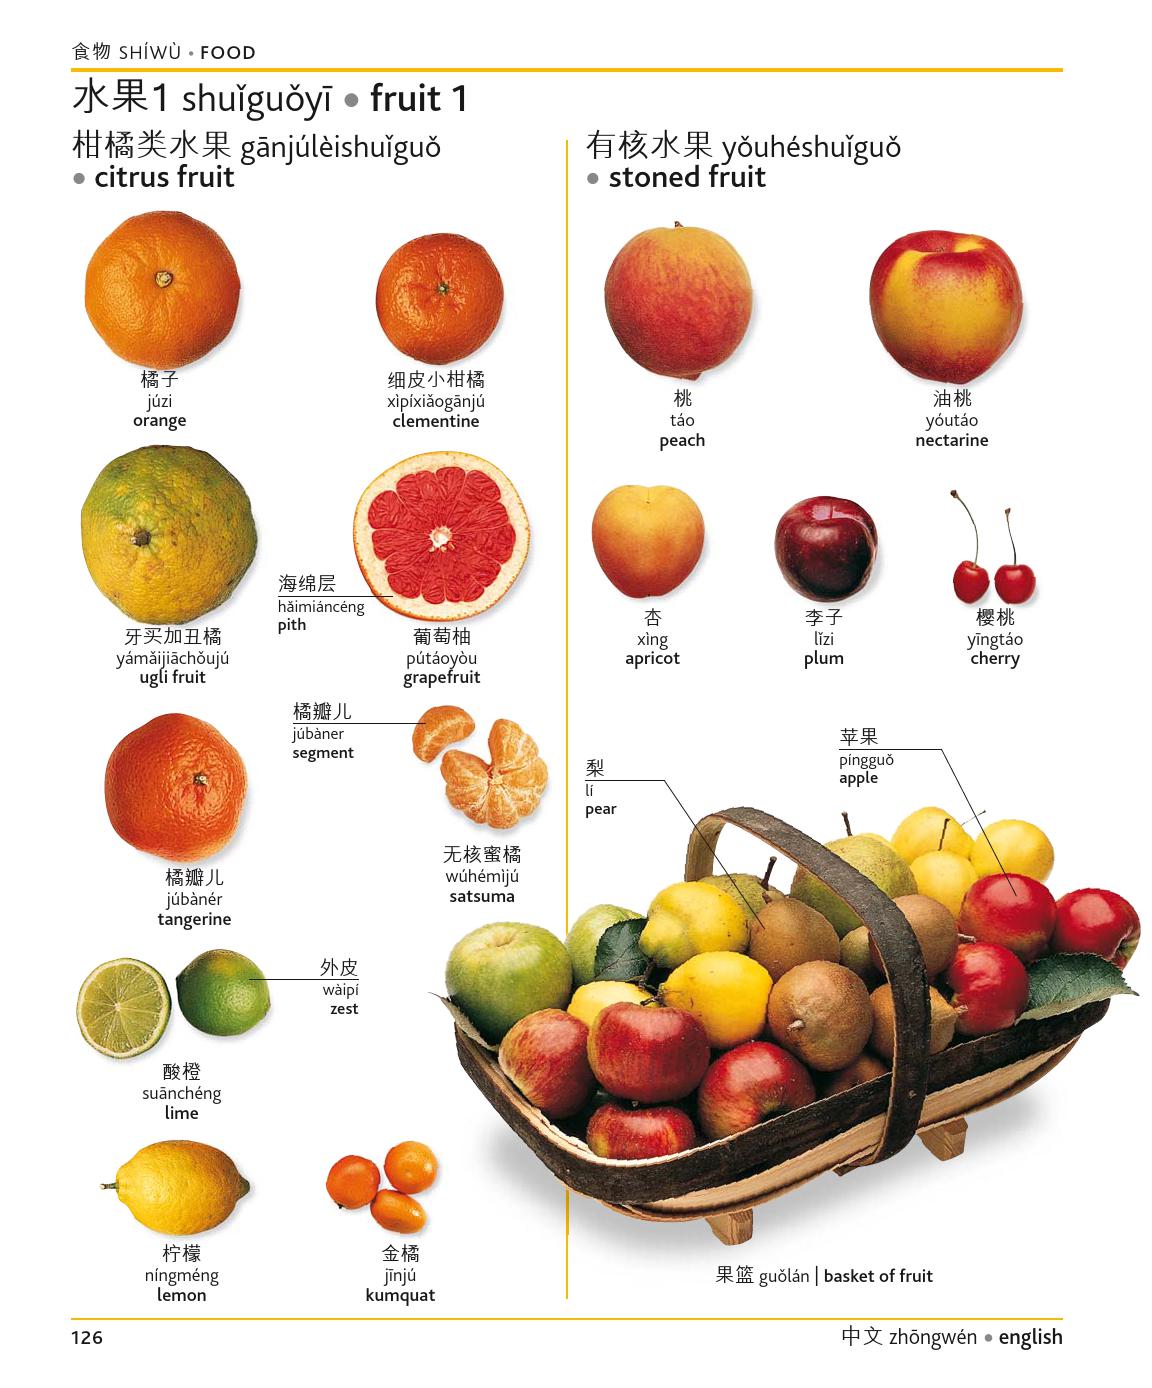 食物 SHÍWÙ • FOOD
水果1 shuǐguǒyī • fruit 1
柑橘类水果 gānjúlèishuǐguǒ
• citrus fruit
橘子
júzi
orange
细皮小柑橘
xìpíxiǎogānjú
clementine
牙买加丑橘
yámǎijiāchǒujú
ugli fruit
海绵层
hǎimiáncéng
pith
葡萄柚
pútáoyòu
grapefruit
橘瓣儿
júbànér
tangerine
橘瓣儿
júbàner
segment
无核蜜橘
wúhémìjú
satsuma
外皮
wàipí
zest
酸橙
suānchéng
lime
柠檬
níngméng
lemon
金橘
jīnjú
kumquat
有核水果 yǒuhéshuǐguǒ
• stoned fruit
桃
táo
peach
油桃
yóutáo
nectarine
杏
xìng
apricot
李子
lǐzi
plum
樱桃
yīngtáo
cherry
梨
lí
pear
苹果
píngguǒ
apple
果篮 guǒlán | basket of fruit
126
中文 zhōngwén • english